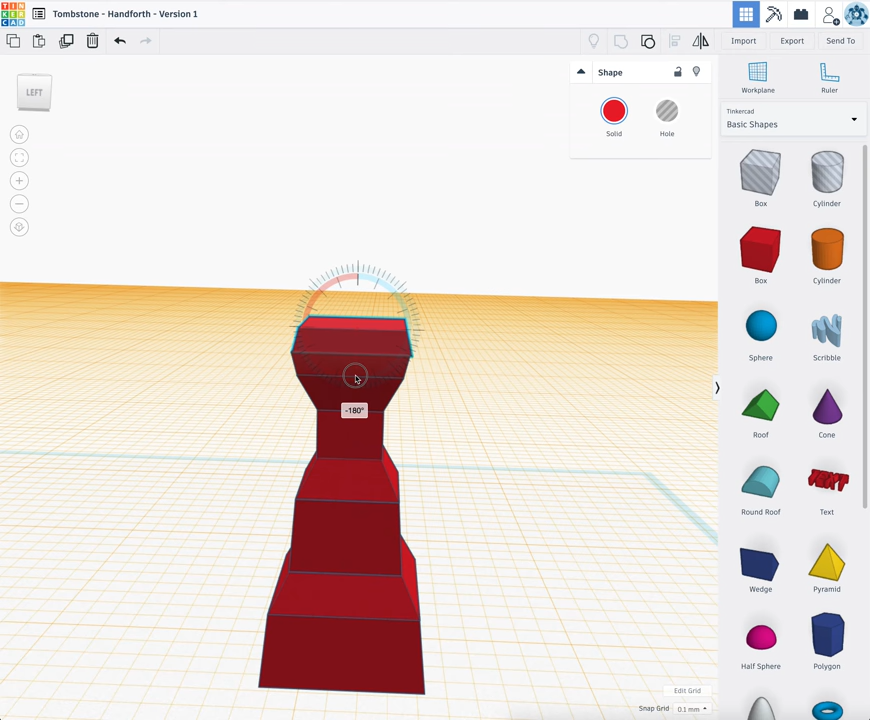 TIN
KER
CAD
Tombstone - Handforth - Version 1
Import
Export
Send To
LEFT
Shape
Solid
Hole
Workplane
Ruler
Tinkercad
Basic Shapes
Box
Cylinder
Box
Cylinder
Sphere
Scribble
Roof
Cone
TEXT
Round Roof
Text
Wedge
Pyramid
Half Sphere
Polygon
-180°
Edit Grid
Snap Grid
0.1 mm